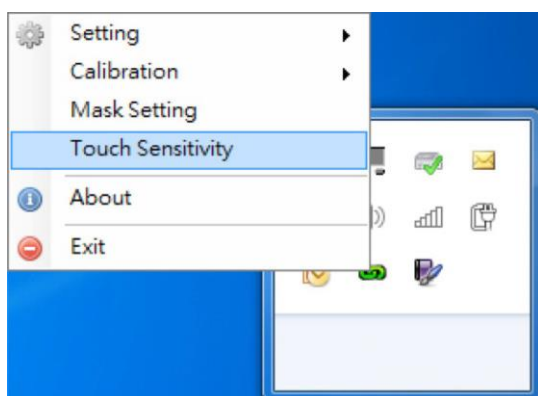 Setting
Calibration
Mask Setting
Touch Sensitivity
About
Exit